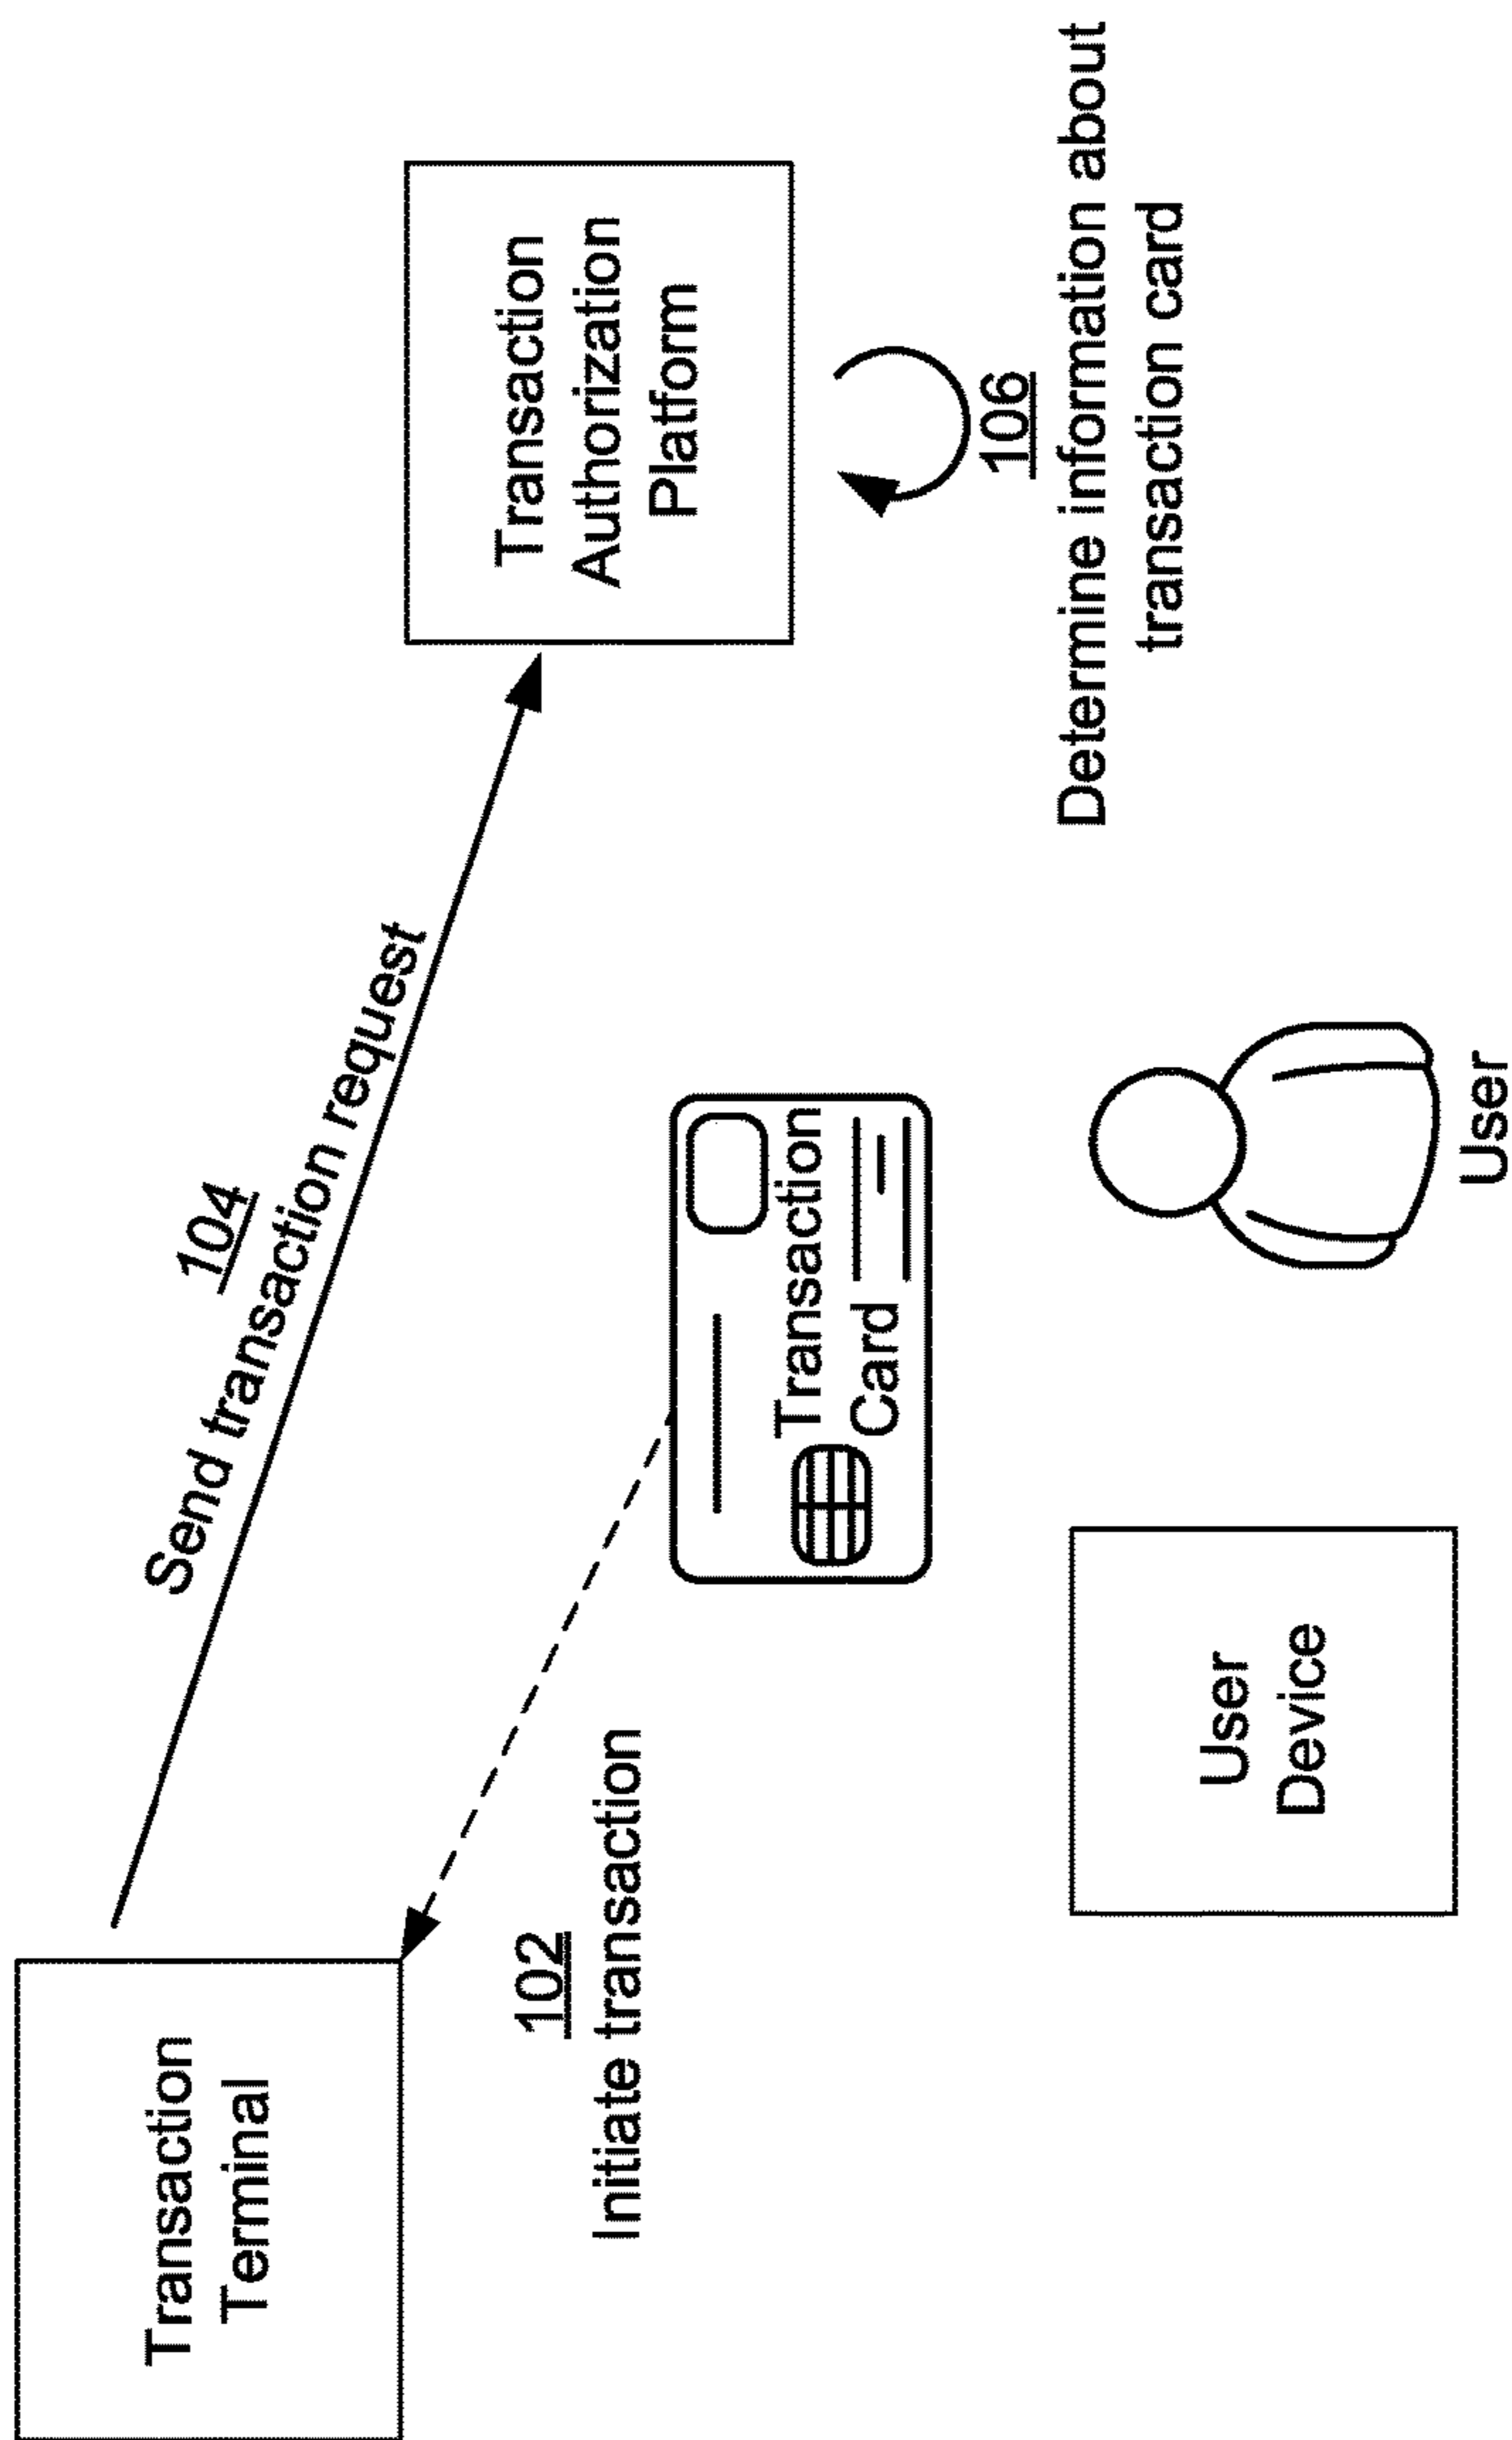 Transaction
Terminal
104
Send transaction request
Transaction
Authorization
Platform
102
Initiate transaction
Transaction
Card
106
Determine information about
transaction card
User
Device
User